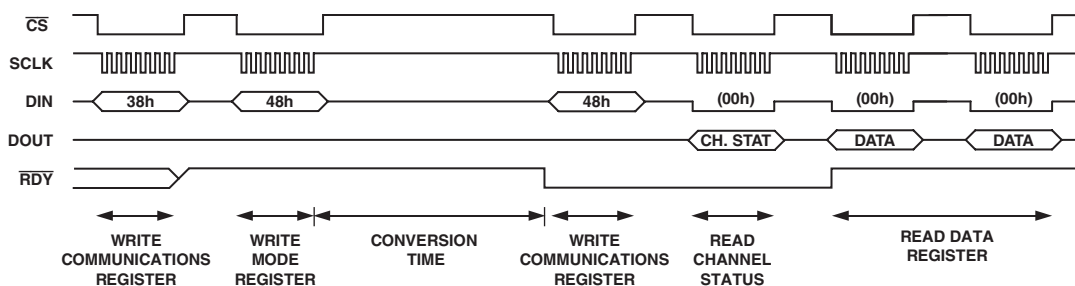 CS
SCLK
DIN 38h 48h 48h (00h) (00h) (00h)
DOUT CH. STAT DATA DATA
RDY
WRITE
COMMUNICATIONS
REGISTER
WRITE
MODE
REGISTER
CONVERSION
TIME
WRITE
COMMUNICATIONS
REGISTER
READ
CHANNEL
STATUS
READ DATA
REGISTER